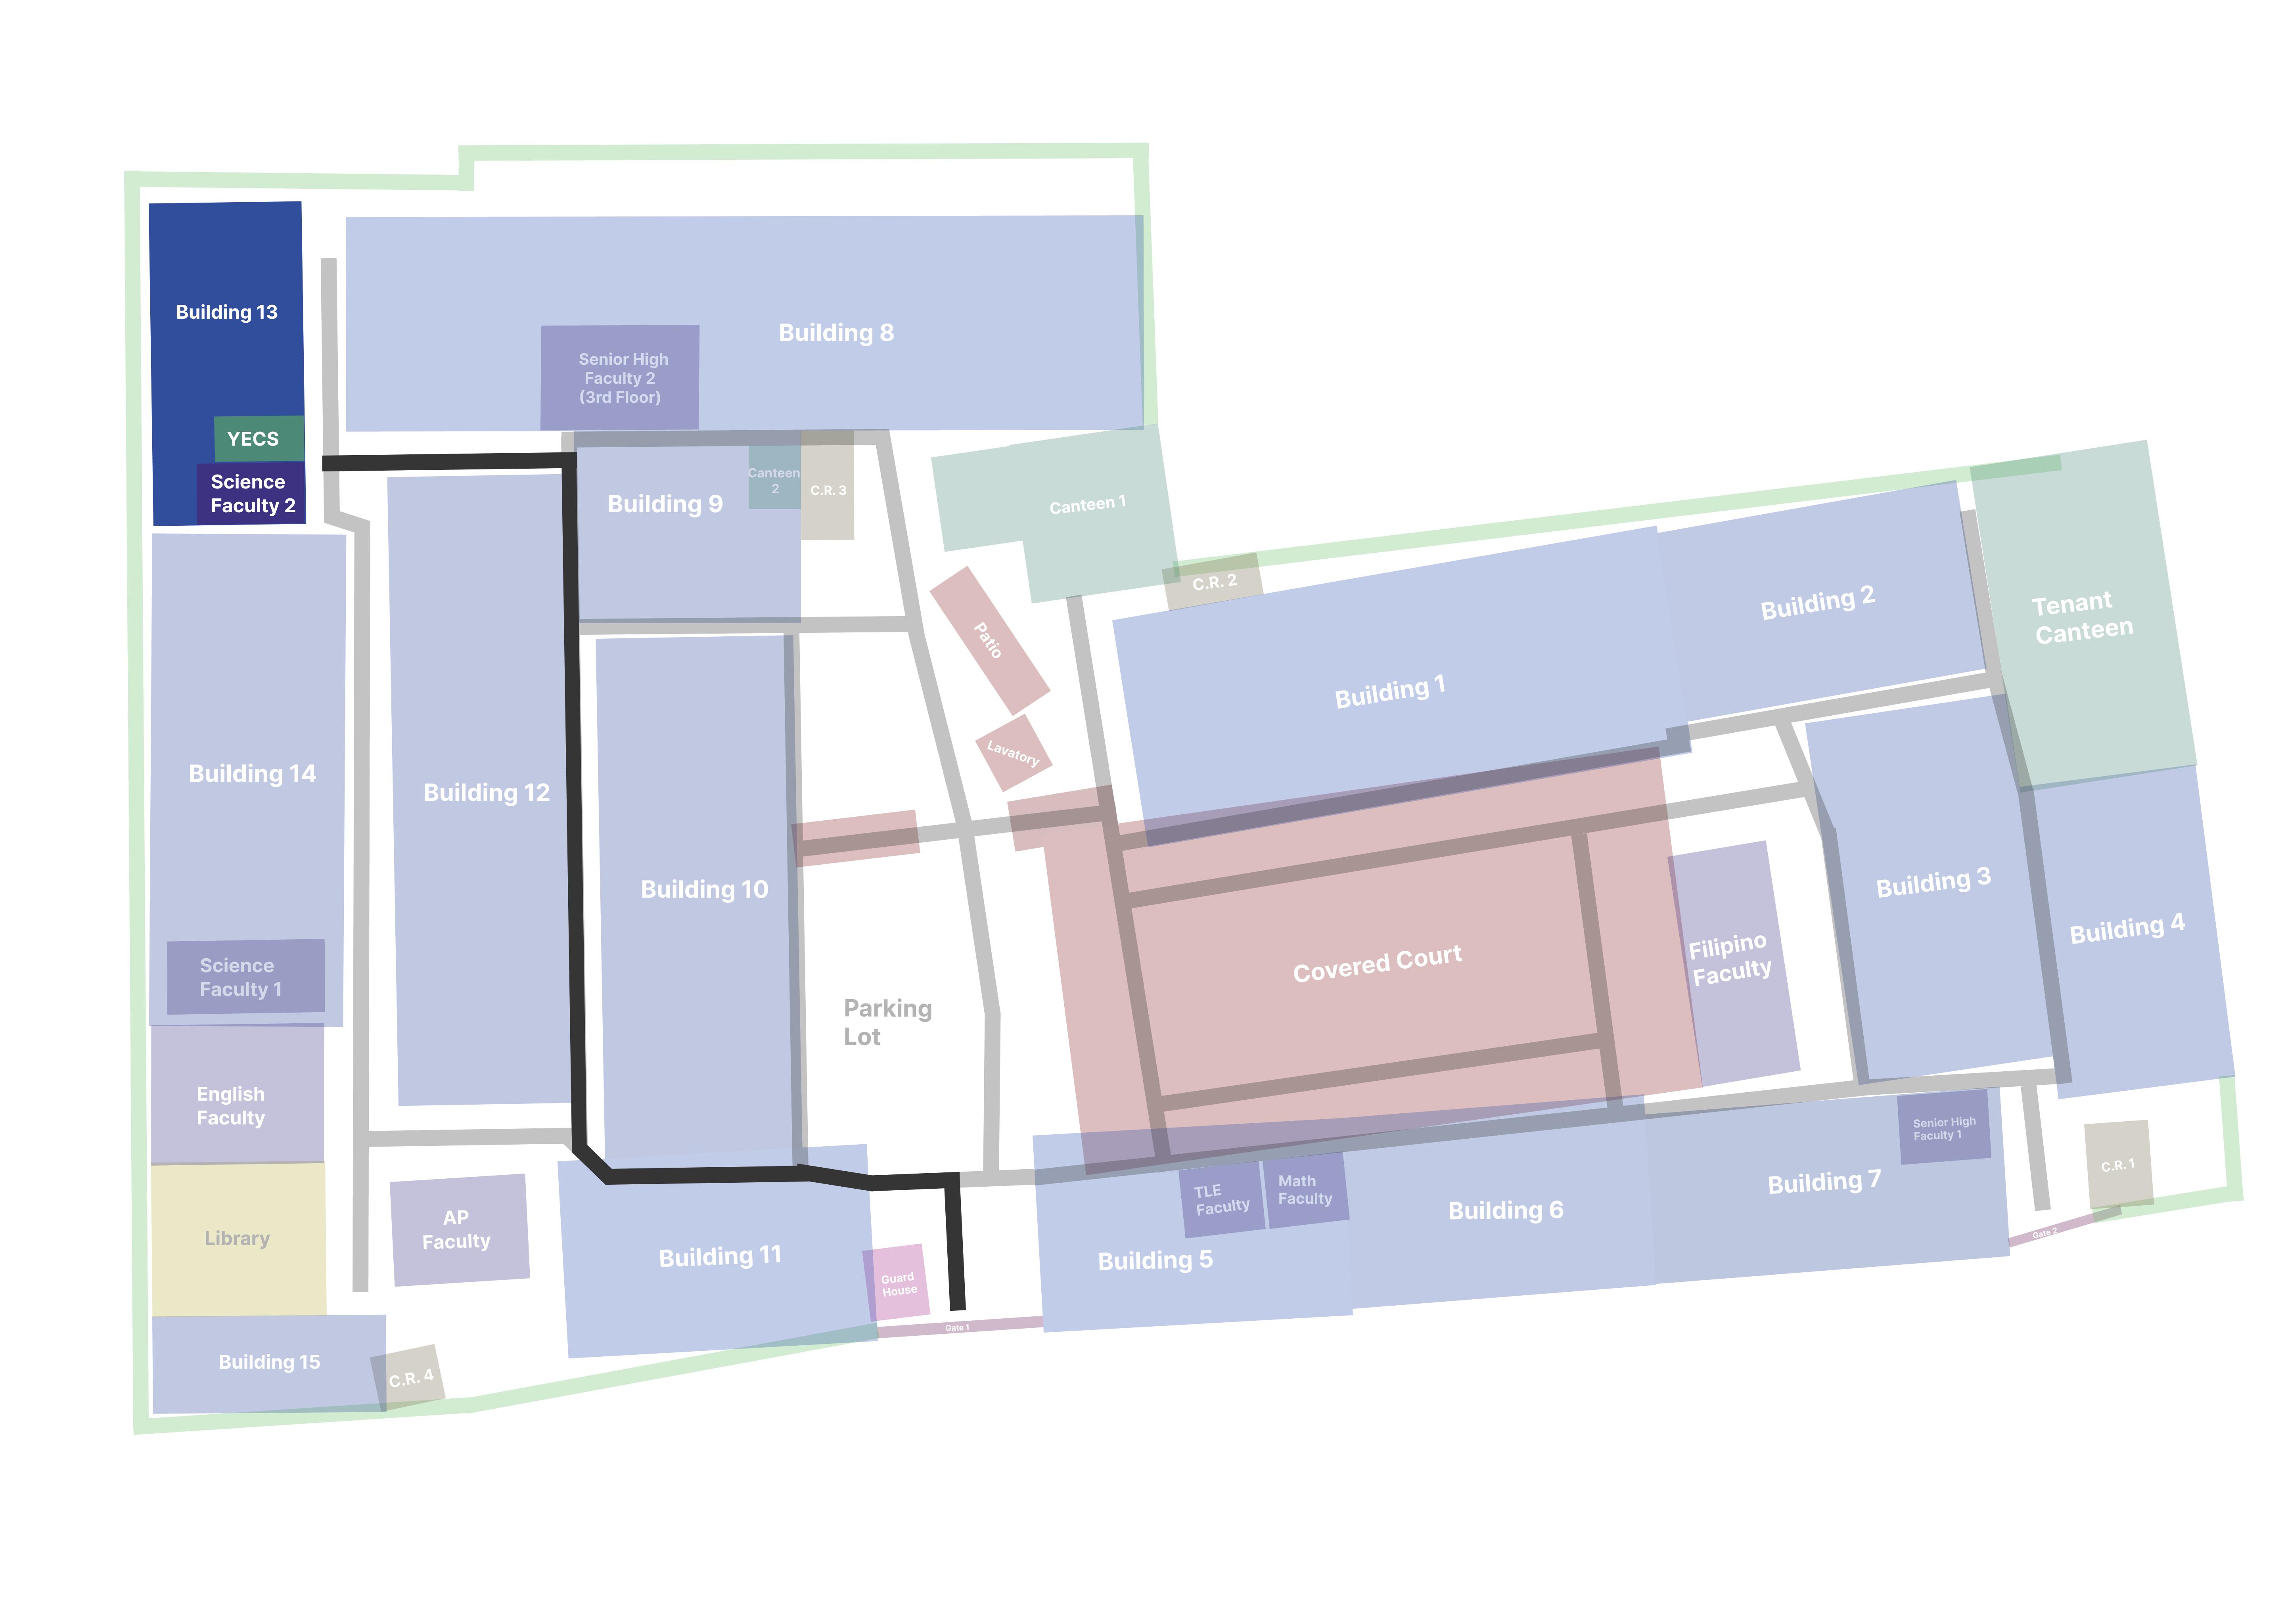 Building 13
YECS
Science
Faculty 2
Building 8
Senior High
Faculty 2
(3rd Floor)
Building 9
Canteen
2
C.R. 3
Canteen 1
Patio
Lavatory
C.R. 2
Building 1
Building 2
Tenant
Canteen
Building 14
Building 12
Building 10
Science
Faculty 1
English
Faculty
Library
AP
Faculty
Building 15
C.R. 4
Building 11
Guard
House
Gate 1
Parking
Lot
Covered Court
Filipino
Faculty
Building 3
Building 4
TLE
Faculty
Math
Faculty
Building 5
Building 6
Building 7
Senior High
Faculty 1
C.R. 1
Gate 2